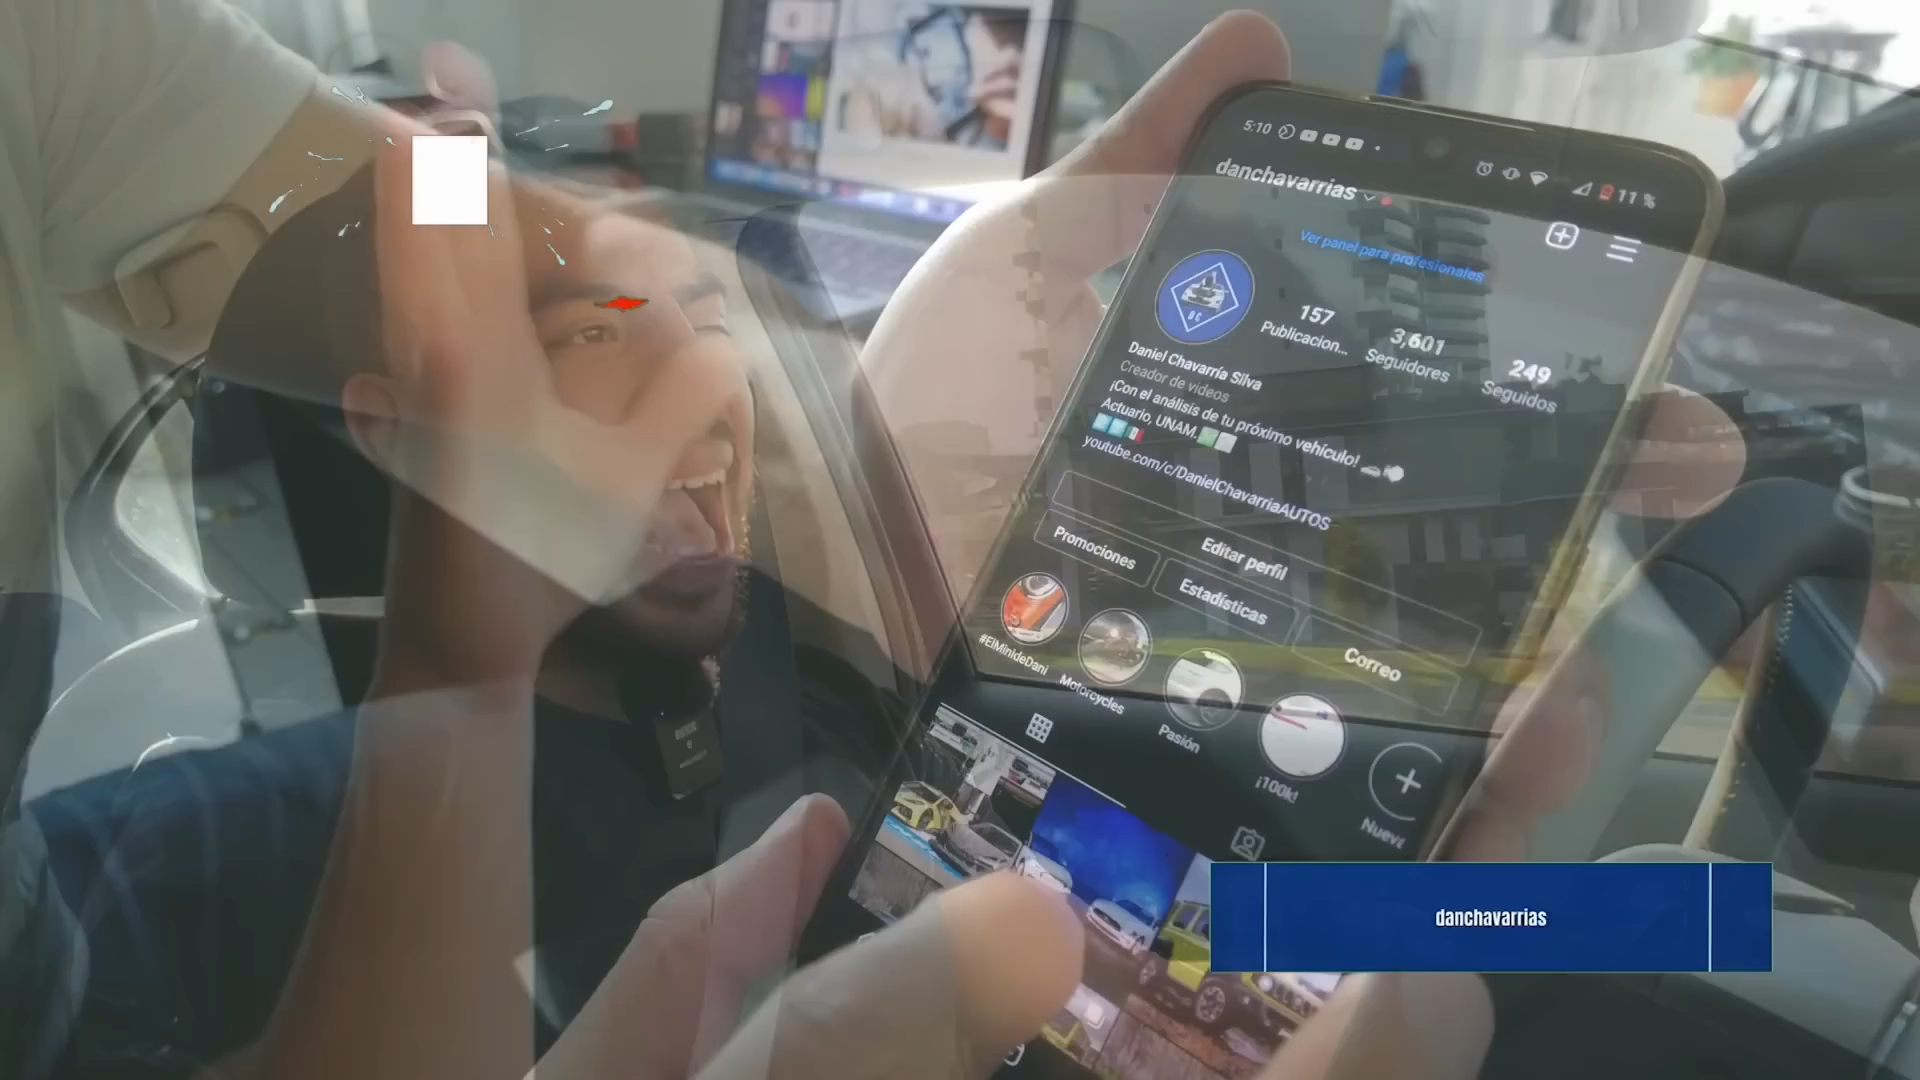 5:10
11 %
danchavarrias
Ver panel para profesionales
DC
157
Publicacion...
3,601
Seguidores
249
Seguidos
Daniel Chavarría Silva
Creador de videos
¡Con el análisis de tu próximo vehículo!
Actuario, UNAM.
youtube.com/c/DanielChavarriaAUTOS
Editar perfil
Promociones
Estadísticas
Correo
#ElMinideDani
Motorcycles
Pasión
¡100k!
danchavarrias